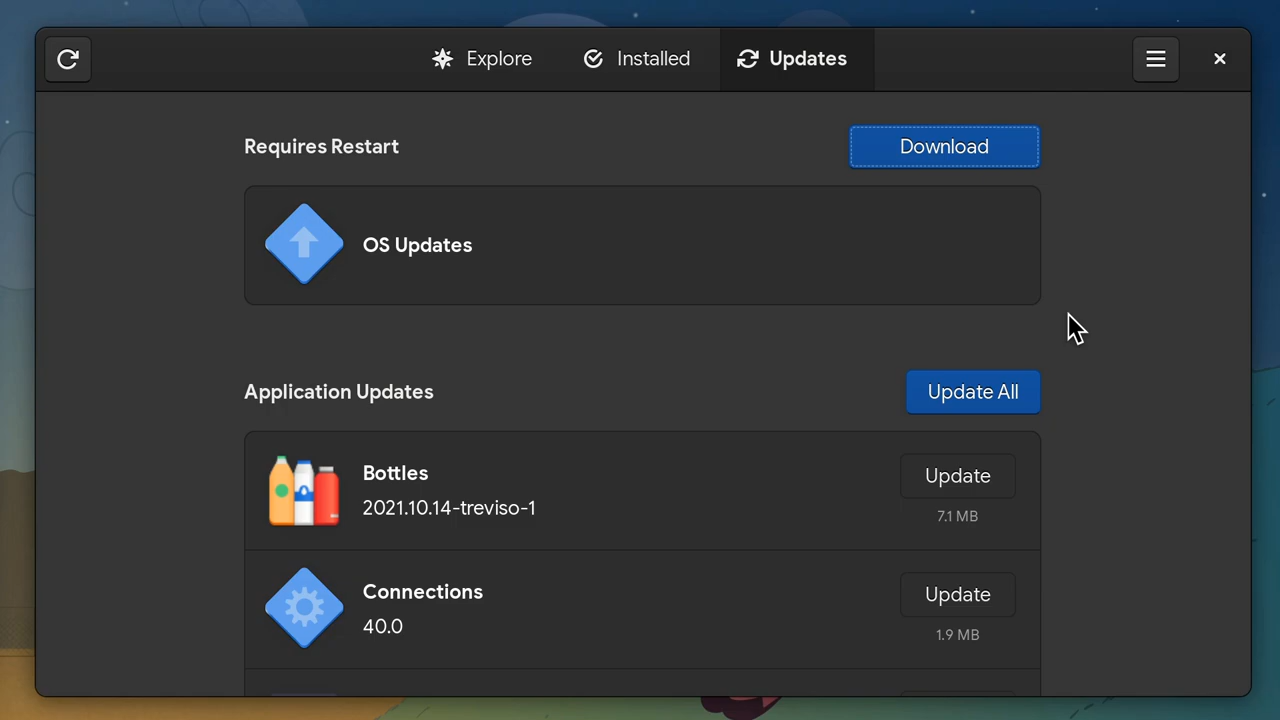 Explore
Installed
Updates
Requires Restart
Download
OS Updates
Application Updates
Update All
Bottles
2021.10.14-treviso-1
Update
7.1 MB
Connections
40.0
Update
1.9 MB